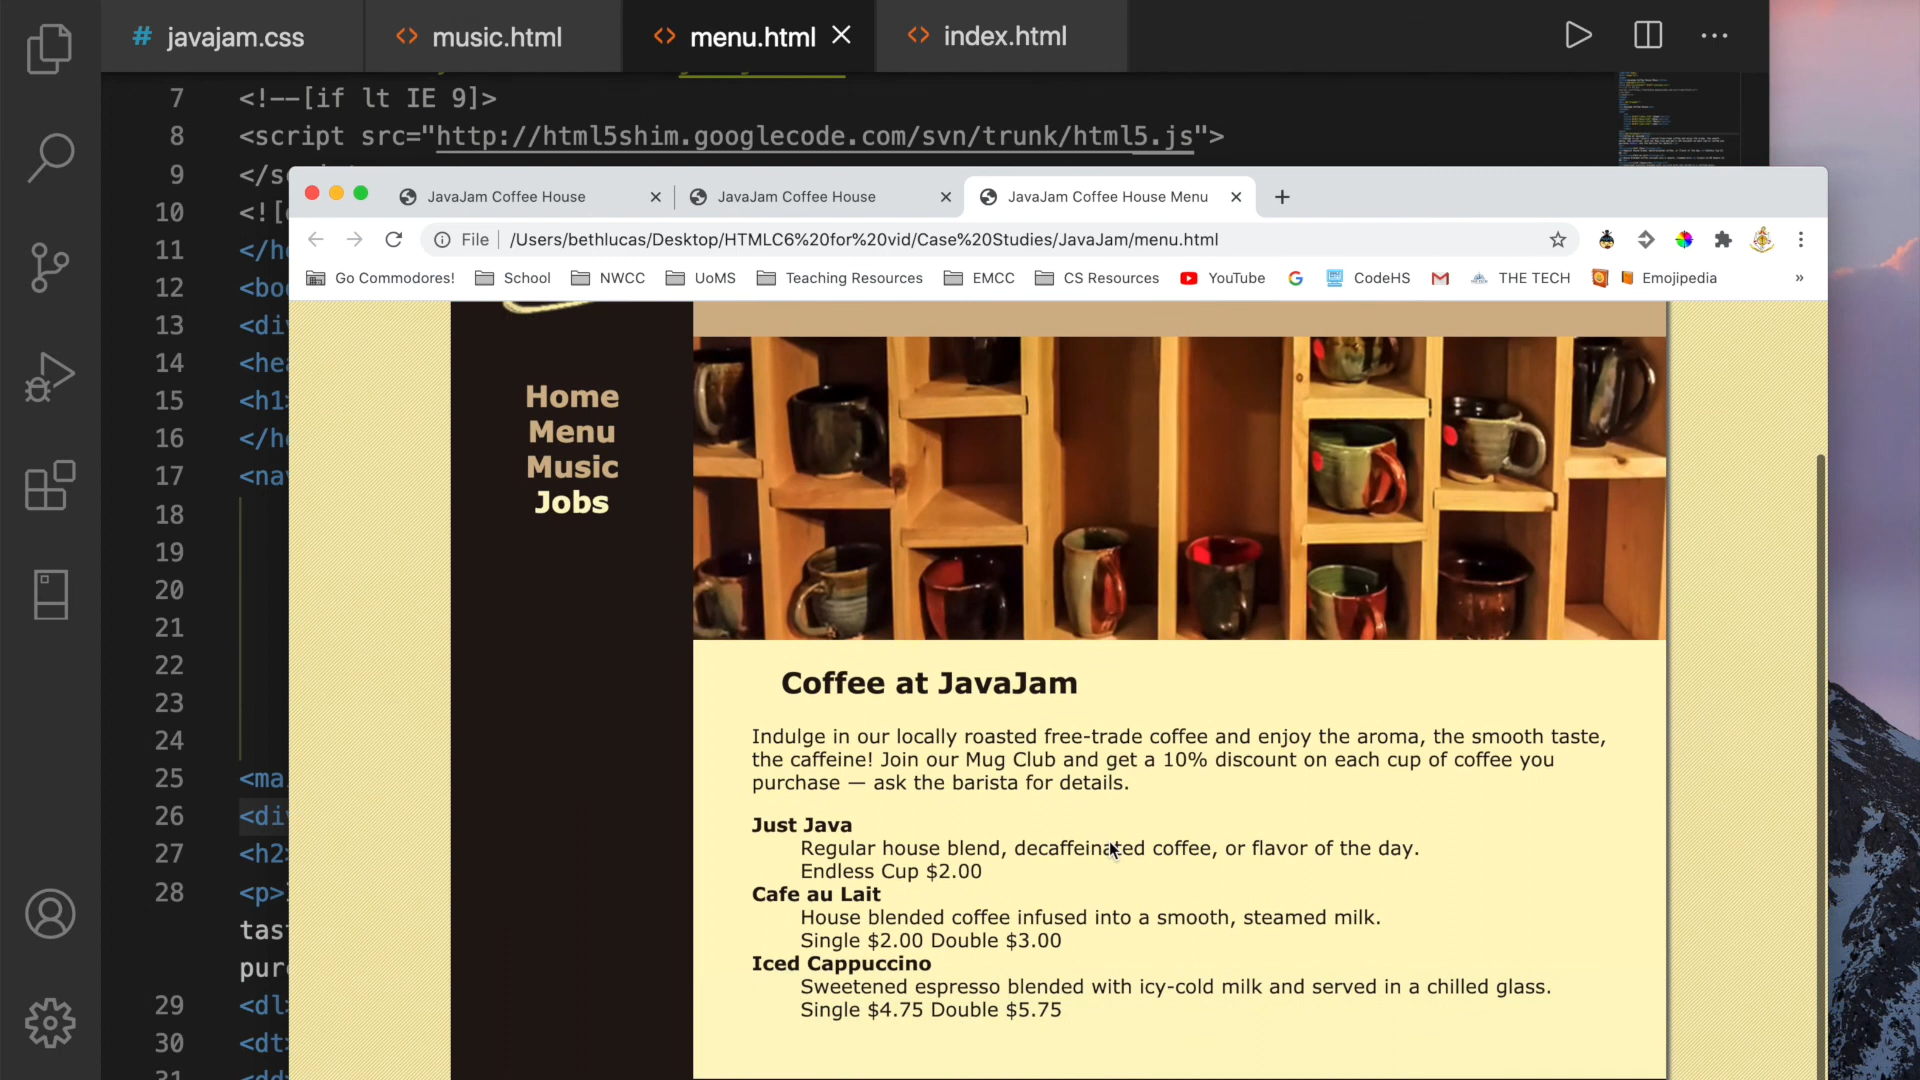 javajam.css
music.html
menu.html
index.html
7 <!--[if lt IE 9]>
8 <script src="http://html5shim.googlecode.com/svn/trunk/html5.js">
9
10
11
12
13
14
15
16
17
18
19
20
21
22
23
24
25
26
27
28
29
30
31
JavaJam Coffee House
JavaJam Coffee House
JavaJam Coffee House Menu
File /Users/bethlucas/Desktop/HTMLC6%20for%20vid/Case%20Studies/JavaJam/menu.html
Go Commodores! School NWCC UoMS Teaching Resources EMCC CS Resources YouTube CodeHS THE TECH Emojipedia »
Home
Menu
Music
Jobs
Coffee at JavaJam
Indulge in our locally roasted free-trade coffee and enjoy the aroma, the smooth taste,
the caffeine! Join our Mug Club and get a 10% discount on each cup of coffee you
purchase — ask the barista for details.
Just Java
Regular house blend, decaffeinated coffee, or flavor of the day.
Endless Cup $2.00
Cafe au Lait
House blended coffee infused into a smooth, steamed milk.
Single $2.00 Double $3.00
Iced Cappuccino
Sweetened espresso blended with icy-cold milk and served in a chilled glass.
Single $4.75 Double $5.75